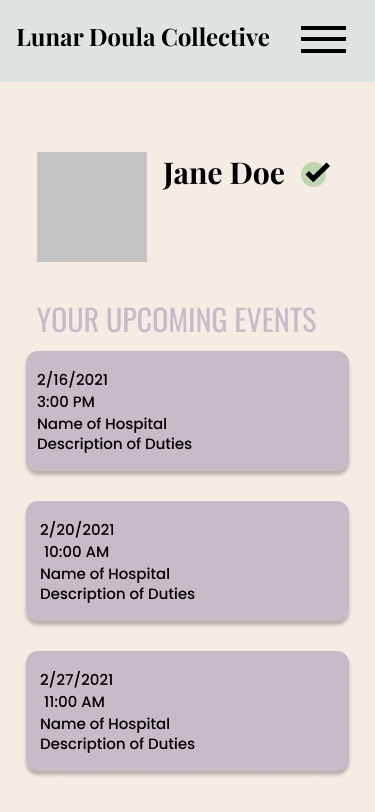 Lunar Doula Collective
Jane Doe
YOUR UPCOMING EVENTS
2/16/2021
3:00 PM
Name of Hospital
Description of Duties
2/20/2021
10:00 AM
Name of Hospital
Description of Duties
2/27/2021
11:00 AM
Name of Hospital
Description of Duties